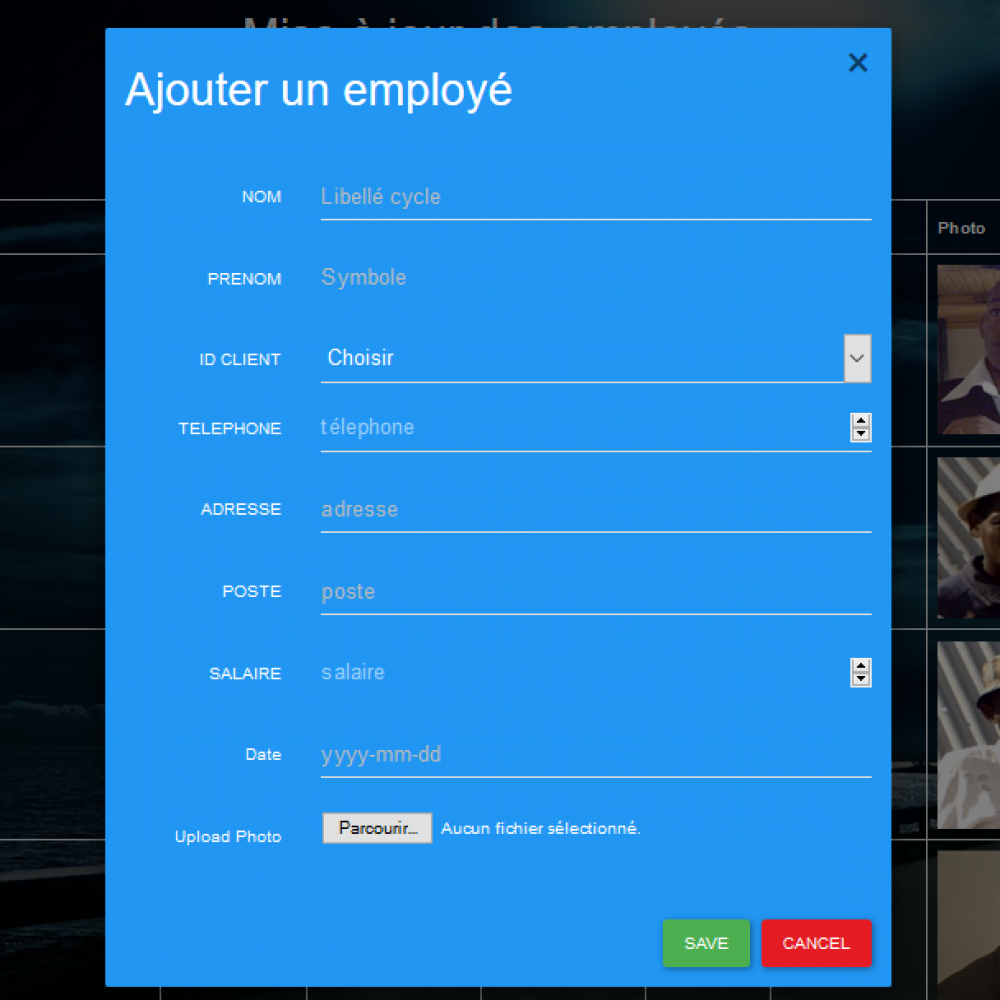 Mise à jour des employés
Ajouter un employé
NOM Libellé cycle
PRENOM Symbole
ID CLIENT Choisir
TELEPHONE télephone
ADRESSE adresse
POSTE poste
SALAIRE salaire
Date yyyy-mm-dd
Upload Photo Parcourir... Aucun fichier sélectionné.
SAVE CANCEL
Photo